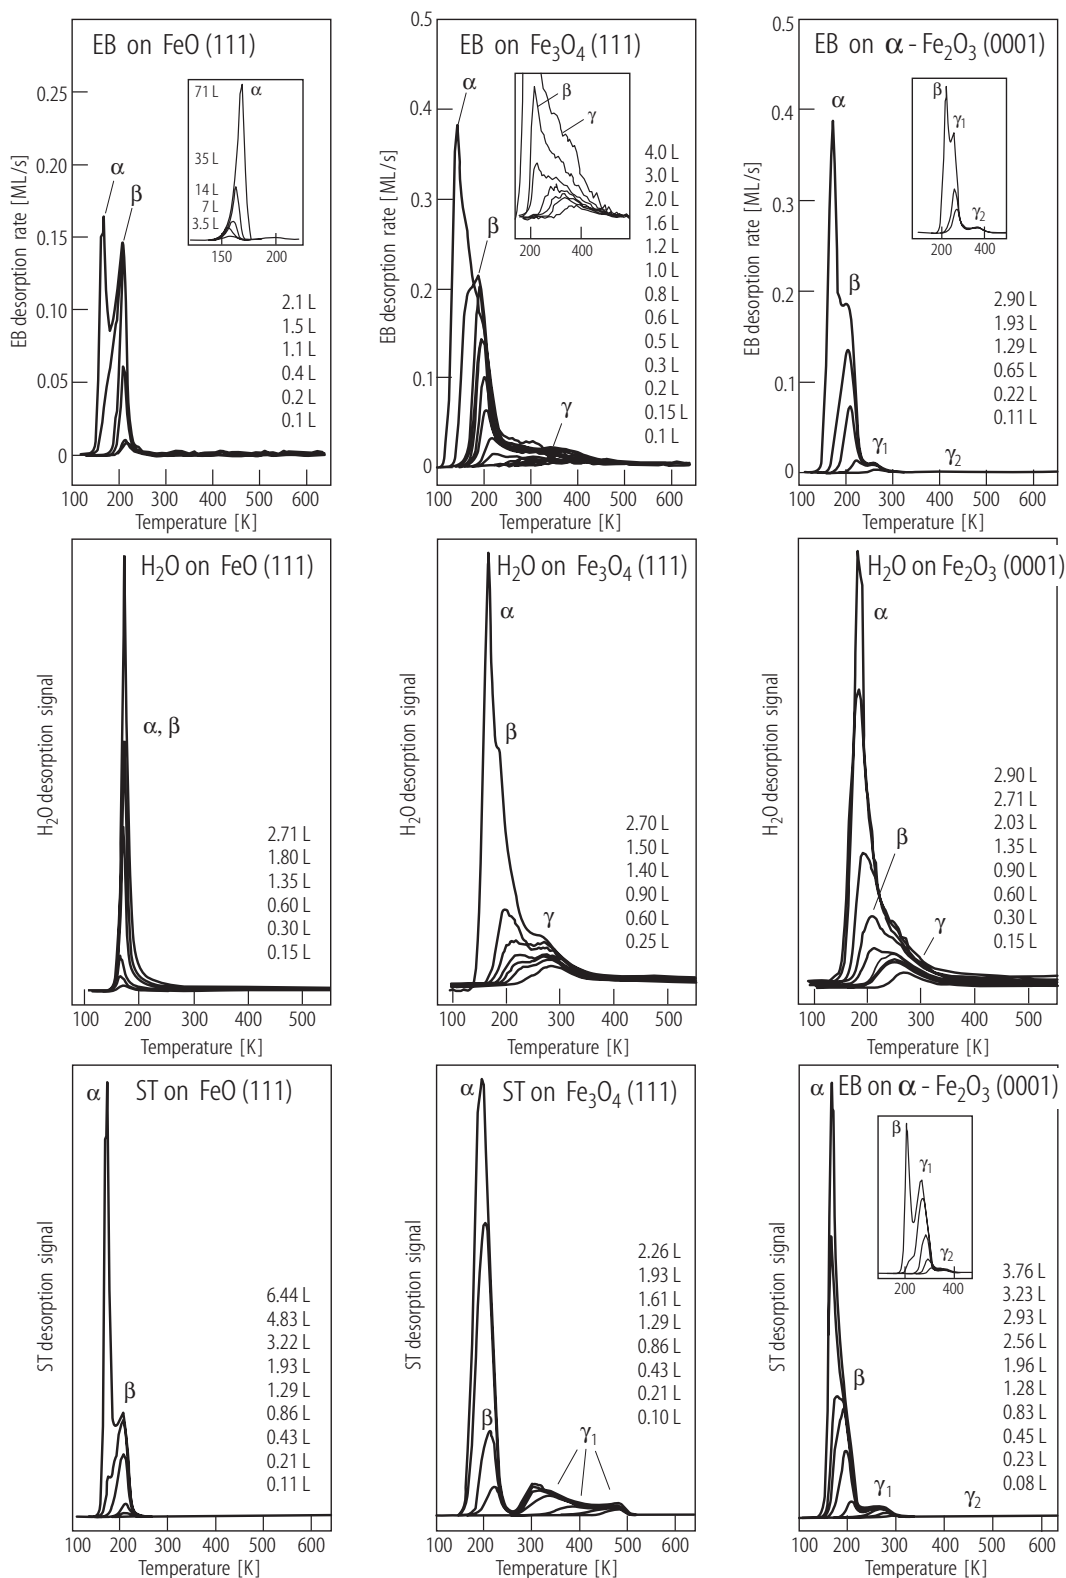 EB on FeO (111)
α
β
EB desorption rate [ML/s]
0.25
0.20
0.15
0.10
0.05
0
71 L
35 L
14 L
7 L
3.5 L
α
150 200
2.1 L
1.5 L
1.1 L
0.4 L
0.2 L
0.1 L
100 200 300 400 500 600
Temperature [K]
EB on Fe₃O₄ (111)
α
β
γ
EB desorption rate [ML/s]
0.5
0.4
0.3
0.2
0.1
0
β
γ
200 400
4.0 L
3.0 L
2.0 L
1.6 L
1.2 L
1.0 L
0.8 L
0.6 L
0.5 L
0.3 L
0.2 L
0.15 L
0.1 L
100 200 300 400 500 600
Temperature [K]
EB on α - Fe₂O₃ (0001)
α
β
γ₁
γ₂
EB desorption rate [ML/s]
0.5
0.4
0.3
0.2
0.1
0
β
γ₁
γ₂
200 400
2.90 L
1.93 L
1.29 L
0.65 L
0.22 L
0.11 L
100 200 300 400 500 600
Temperature [K]
H₂O on FeO (111)
α, β
H₂O desorption signal
2.71 L
1.80 L
1.35 L
0.60 L
0.30 L
0.15 L
100 200 300 400 500
Temperature [K]
H₂O on Fe₃O₄ (111)
α
β
γ
H₂O desorption signal
2.70 L
1.50 L
1.40 L
0.90 L
0.60 L
0.25 L
100 200 300 400 500
Temperature [K]
H₂O on Fe₂O₃ (0001)
α
β
γ
H₂O desorption signal
2.90 L
2.71 L
2.03 L
1.35 L
0.90 L
0.60 L
0.30 L
0.15 L
100 200 300 400 500
Temperature [K]
ST on FeO (111)
α
β
ST desorption signal
6.44 L
4.83 L
3.22 L
1.93 L
1.29 L
0.86 L
0.43 L
0.21 L
0.11 L
100 200 300 400 500 600
Temperature [K]
ST on Fe₃O₄ (111)
α
β
γ₁
ST desorption signal
2.26 L
1.93 L
1.61 L
1.29 L
0.86 L
0.43 L
0.21 L
0.10 L
100 200 300 400 500 600
Temperature [K]
EB on α - Fe₂O₃ (0001)
α
β
γ₁
γ₂
ST desorption signal
β
γ₁
γ₂
200 400
3.76 L
3.23 L
2.93 L
2.56 L
1.96 L
1.28 L
0.83 L
0.45 L
0.23 L
0.08 L
100 200 300 400 500 600
Temperature [K]